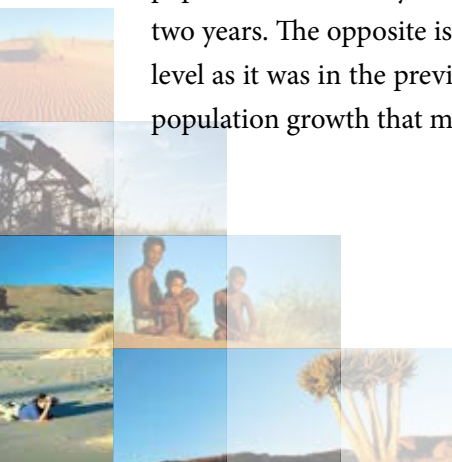 two years. The opposite is
level as it was in the previ
population growth that m